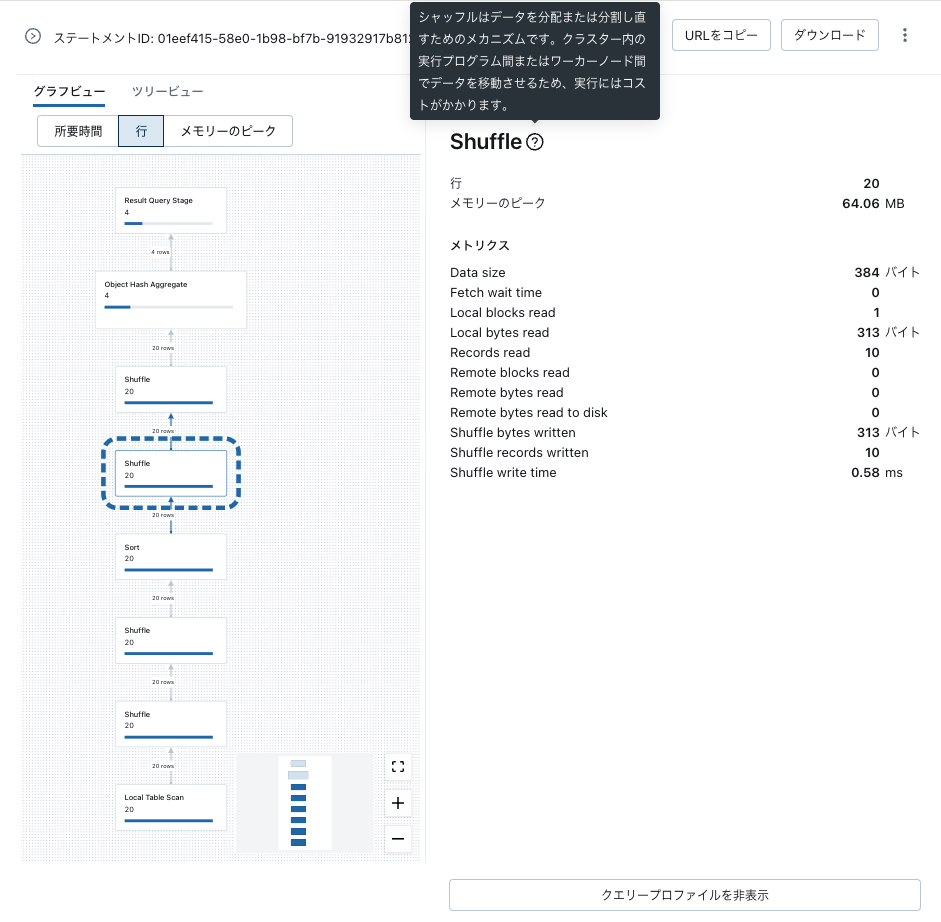 シャッフルはデータを分配または分割し直
すためのメカニズムです。クラスター内の
実行プログラム間またはワーカーノード間
でデータを移動させるため、実行にはコス
トがかかります。
ステートメントID: 01eef415-58e0-1b98-bf7b-91932917b81
URLをコピー
ダウンロード
グラフビュー
ツリービュー
所要時間
行
メモリーのピーク
Result Query Stage
4
4 rows
Object Hash Aggregate
4
20 rows
Shuffle
20
20 rows
Shuffle
20
20 rows
Sort
20
20 rows
Shuffle
20
20 rows
Shuffle
20
20 rows
Local Table Scan
20
Shuffle
行 20
メモリーのピーク 64.06 MB
メトリクス
Data size 384 バイト
Fetch wait time 0
Local blocks read 1
Local bytes read 313 バイト
Records read 10
Remote blocks read 0
Remote bytes read 0
Remote bytes read to disk 0
Shuffle bytes written 313 バイト
Shuffle records written 10
Shuffle write time 0.58 ms
クエリープロファイルを非表示